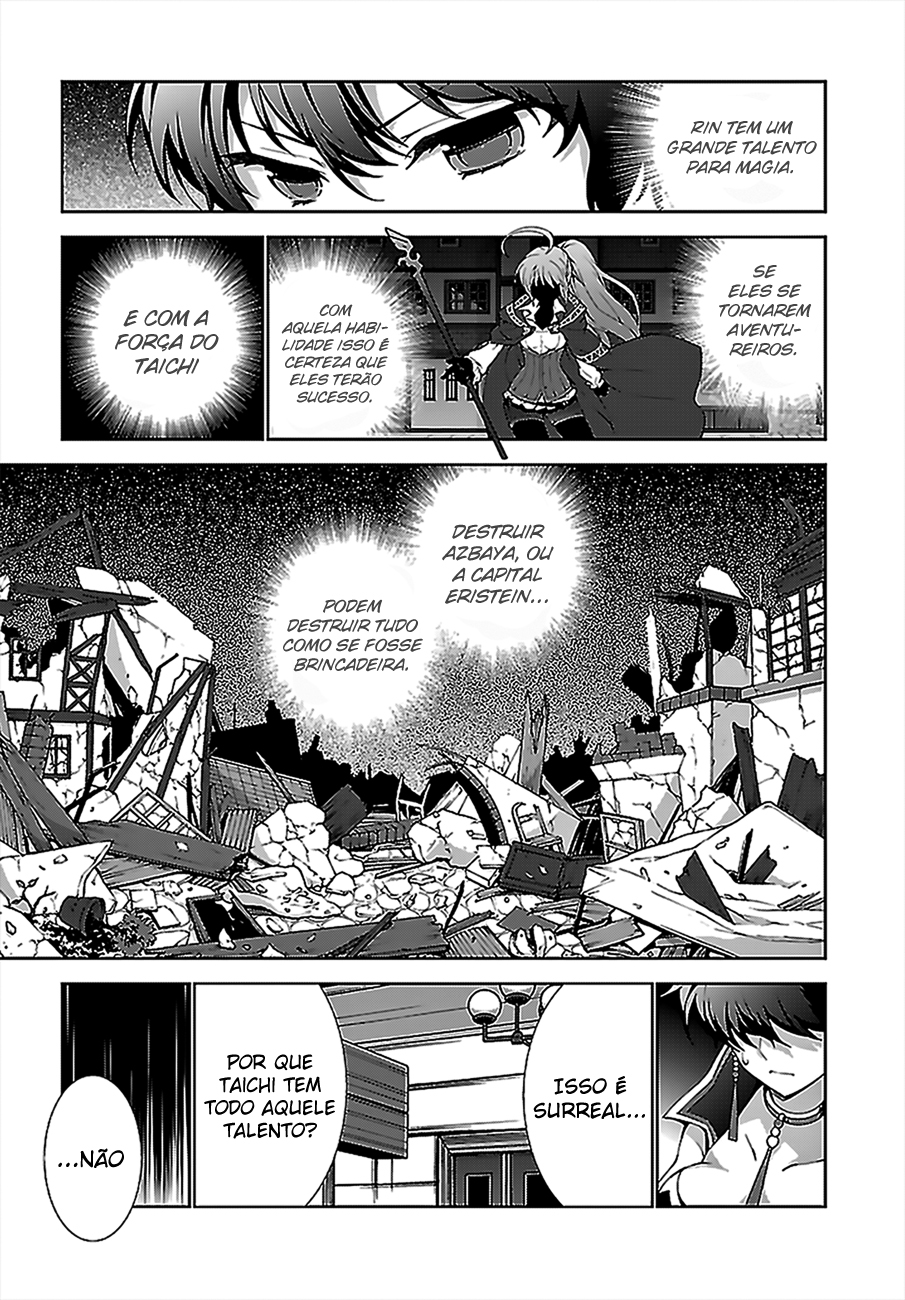 RIN TEM UM
GRANDE TALENTO
PARA MAGIA.
SE
ELES SE
TORNAREM
AVENTU-
REIROS.
COM
AQUELA HABI-
LIDADE ISSO É
CERTEZA QUE
ELES TERÃO
SUCESSO.
E COM A
FORÇA DO
TAICHI
DESTRUIR
AZBAYA, OU
A CAPITAL
ERISTEIN...
PODEM
DESTRUIR TUDO
COMO SE FOSSE
BRINCADEIRA.
ISSO É
SURREAL...
POR QUE
TAICHI TEM
TODO AQUELE
TALENTO?
...NÃO